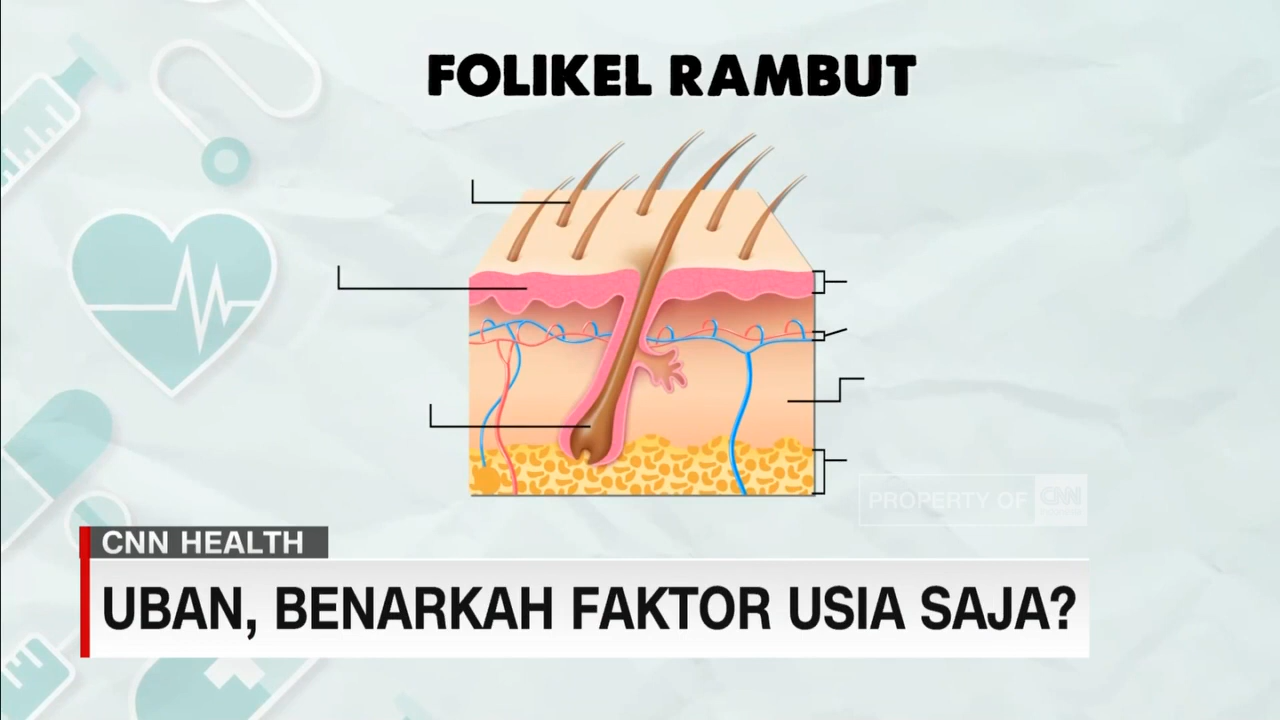 FOLIKEL RAMBUT
PROPERTY OF CNN
CNN HEALTH
UBAN, BENARKAH FAKTOR USIA SAJA?